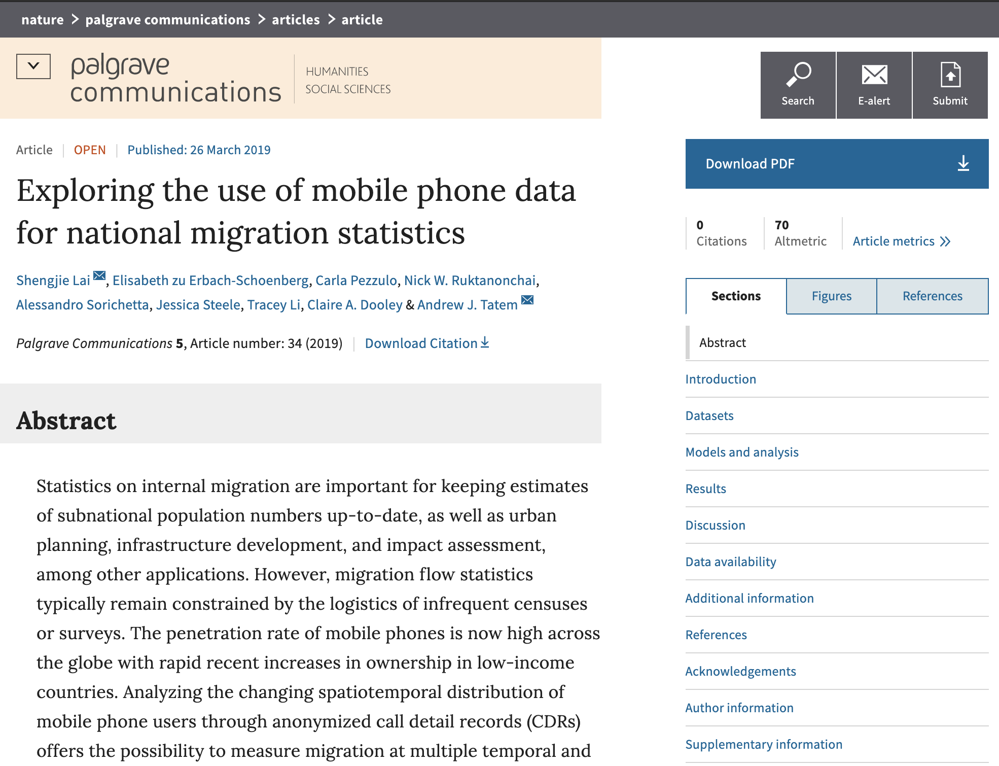 nature > palgrave communications > articles > article
palgrave
communications
HUMANITIES
SOCIAL SCIENCES
Search
E-alert
Submit
Article | OPEN | Published: 26 March 2019
Exploring the use of mobile phone data
for national migration statistics
Shengjie Lai, Elisabeth zu Erbach-Schoenberg, Carla Pezzulo, Nick W. Ruktanonchai,
Alessandro Sorichetta, Jessica Steele, Tracey Li, Claire A. Dooley & Andrew J. Tatem
Palgrave Communications 5, Article number: 34 (2019) | Download Citation
Abstract
Statistics on internal migration are important for keeping estimates
of subnational population numbers up-to-date, as well as urban
planning, infrastructure development, and impact assessment,
among other applications. However, migration flow statistics
typically remain constrained by the logistics of infrequent censuses
or surveys. The penetration rate of mobile phones is now high across
the globe with rapid recent increases in ownership in low-income
countries. Analyzing the changing spatiotemporal distribution of
mobile phone users through anonymized call detail records (CDRs)
offers the possibility to measure migration at multiple temporal and
Download PDF
0
Citations
70
Altmetric
Article metrics
Sections
Figures
References
Abstract
Introduction
Datasets
Models and analysis
Results
Discussion
Data availability
Additional information
References
Acknowledgements
Author information
Supplementary information